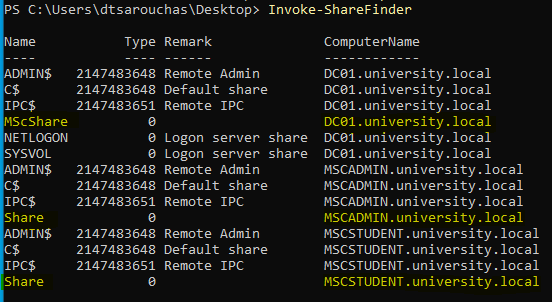 PS C:\Users\dtsarouchas\Desktop> Invoke-ShareFinder
Name Type Remark ComputerName
---- ---- ------ ------------
ADMIN$ 2147483648 Remote Admin DC01.university.local
C$ 2147483648 Default share DC01.university.local
IPC$ 2147483651 Remote IPC DC01.university.local
MScShare 0 DC01.university.local
NETLOGON 0 Logon server share DC01.university.local
SYSVOL 0 Logon server share DC01.university.local
ADMIN$ 2147483648 Remote Admin MSCADMIN.university.local
C$ 2147483648 Default share MSCADMIN.university.local
IPC$ 2147483651 Remote IPC MSCADMIN.university.local
Share 0 MSCADMIN.university.local
ADMIN$ 2147483648 Remote Admin MSCSTUDENT.university.local
C$ 2147483648 Default share MSCSTUDENT.university.local
IPC$ 2147483651 Remote IPC MSCSTUDENT.university.local
Share 0 MSCSTUDENT.university.local